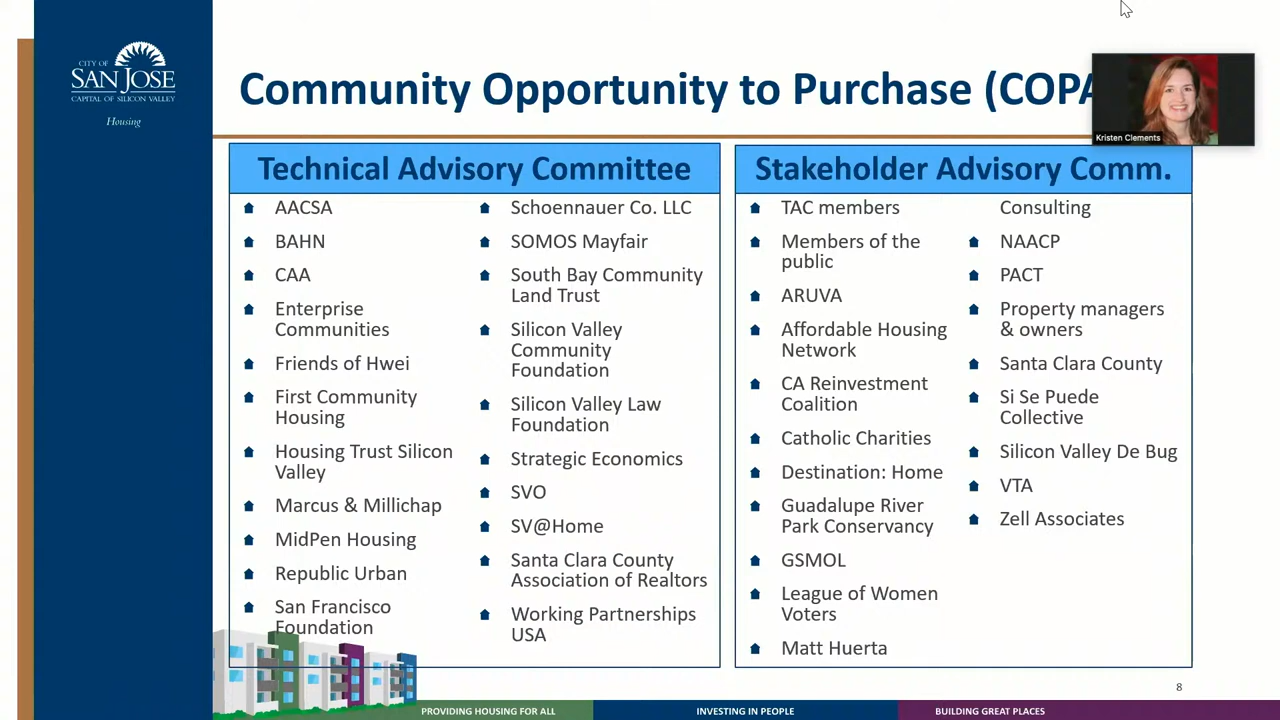 CITY OF
SAN JOSE
CAPITAL OF SILICON VALLEY
Housing
Community Opportunity to Purchase (COPA
Kristen Clements
Technical Advisory Committee
AACSA
BAHN
CAA
Enterprise
Communities
Friends of Hwei
First Community
Housing
Housing Trust Silicon
Valley
Marcus & Millichap
MidPen Housing
Republic Urban
San Francisco
Foundation
Schoennauer Co. LLC
SOMOS Mayfair
South Bay Community
Land Trust
Silicon Valley
Community
Foundation
Silicon Valley Law
Foundation
Strategic Economics
SVO
SV@Home
Santa Clara County
Association of Realtors
Working Partnerships
USA
Stakeholder Advisory Comm.
TAC members
Members of the
public
ARUVA
Affordable Housing
Network
CA Reinvestment
Coalition
Catholic Charities
Destination: Home
Guadalupe River
Park Conservancy
GSMOL
League of Women
Voters
Matt Huerta
Consulting
NAACP
PACT
Property managers
& owners
Santa Clara County
Si Se Puede
Collective
Silicon Valley De Bug
VTA
Zell Associates
8
PROVIDING HOUSING FOR ALL
INVESTING IN PEOPLE
BUILDING GREAT PLACES